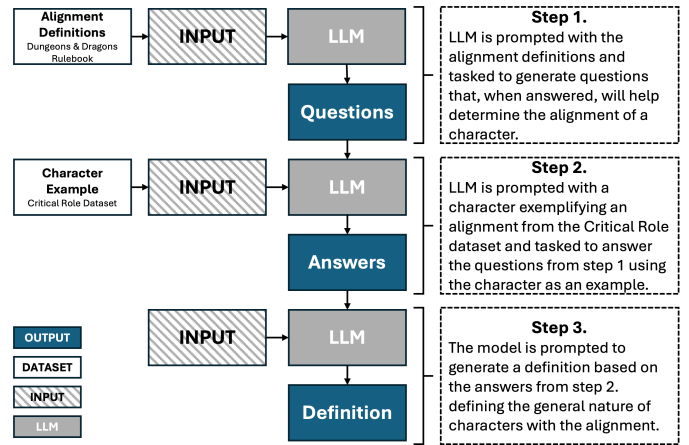 Alignment
Definitions
Dungeons & Dragons
Rulebook
INPUT
LLM
Questions
Step 1.
LLM is prompted with the
alignment definitions and
tasked to generate questions
that, when answered, will help
determine the alignment of a
character.
Character
Example
Critical Role Dataset
INPUT
LLM
Answers
Step 2.
LLM is prompted with a
character exemplifying an
alignment from the Critical Role
dataset and tasked to answer
the questions from step 1 using
the character as an example.
INPUT
LLM
Definition
Step 3.
The model is prompted to
generate a definition based on
the answers from step 2.
defining the general nature of
characters with the alignment.
OUTPUT
DATASET
INPUT
LLM